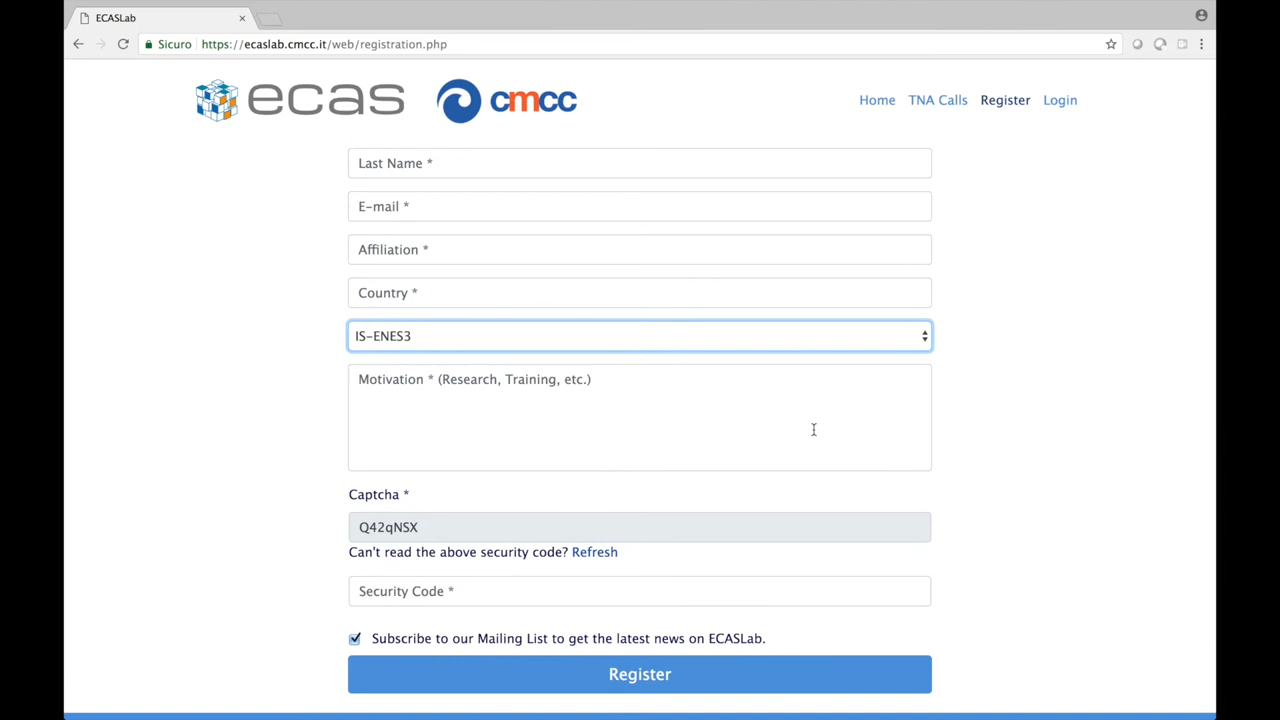 ECASLab
Sicuro https://ecaslab.cmcc.it/web/registration.php
ecas cmcc Home TNA Calls Register Login
Last Name *
E-mail *
Affiliation *
Country *
IS-ENES3
Motivation * (Research, Training, etc.)
Captcha *
Q42qNSX
Can't read the above security code? Refresh
Security Code *
Subscribe to our Mailing List to get the latest news on ECASLab.
Register